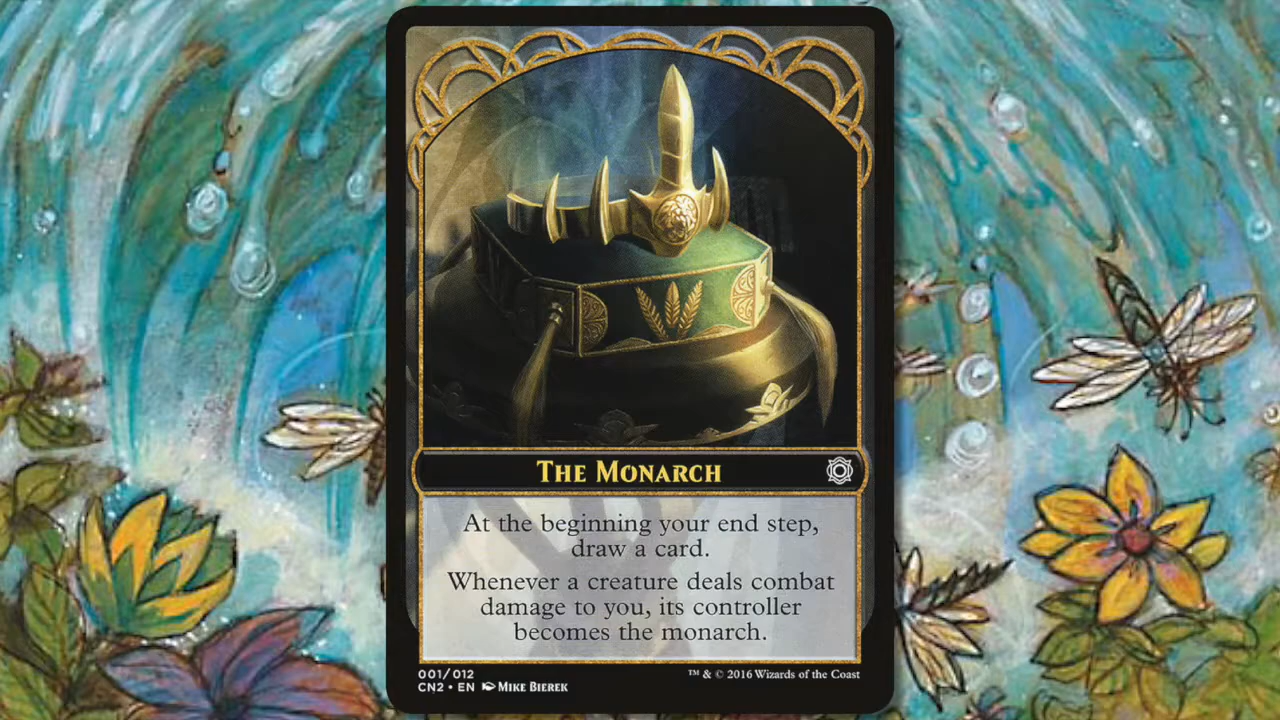 THE MONARCH
At the beginning your end step,
draw a card.
Whenever a creature deals combat
damage to you, its controller
becomes the monarch.
001/012
CN2 • EN MIKE BIEREK
™ & © 2016 Wizards of the Coast